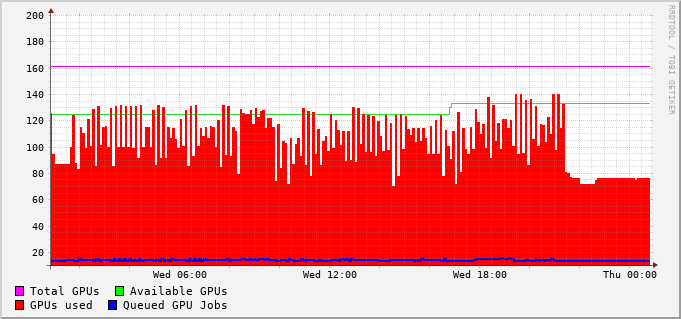 200
180
160
140
120
100
80
60
40
20
Wed 06:00 Wed 12:00 Wed 18:00 Thu 00:00
Total GPUs Available GPUs
GPUs used Queued GPU Jobs
RRDTOOL / TOBI OETIKER